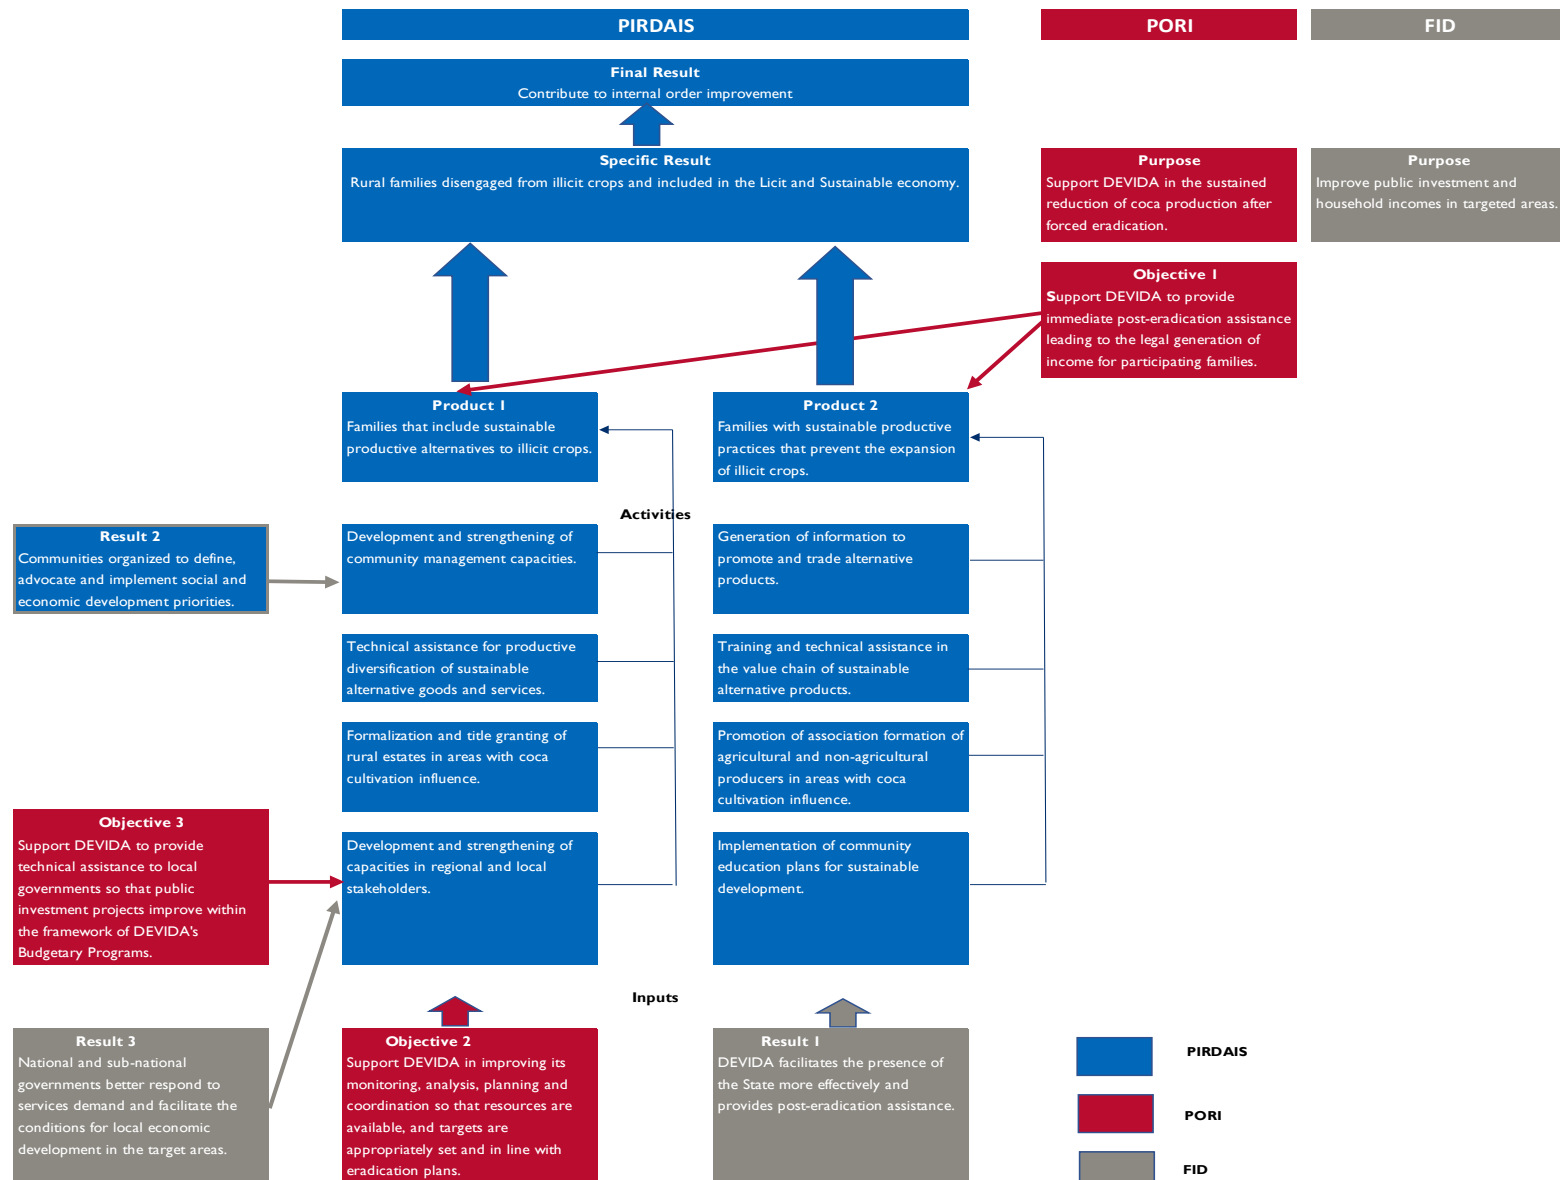 PIRDAIS
PORI
FID
Final Result
Contribute to internal order improvement
Specific Result
Rural families disengaged from illicit crops and included in the Licit and Sustainable economy.
Purpose
Support DEVIDA in the sustained
reduction of coca production after
forced eradication.
Purpose
Improve public investment and
household incomes in targeted areas.
Objective 1
Support DEVIDA to provide
immediate post-eradication assistance
leading to the legal generation of
income for participating families.
Product 1
Families that include sustainable
productive alternatives to illicit crops.
Product 2
Families with sustainable productive
practices that prevent the expansion
of illicit crops.
Activities
Result 2
Communities organized to define,
advocate and implement social and
economic development priorities.
Development and strengthening of
community management capacities.
Generation of information to
promote and trade alternative
products.
Technical assistance for productive
diversification of sustainable
alternative goods and services.
Training and technical assistance in
the value chain of sustainable
alternative products.
Formalization and title granting of
rural estates in areas with coca
cultivation influence.
Promotion of association formation of
agricultural and non-agricultural
producers in areas with coca
cultivation influence.
Objective 3
Support DEVIDA to provide
technical assistance to local
governments so that public
investment projects improve within
the framework of DEVIDA's
Budgetary Programs.
Development and strengthening of
capacities in regional and local
stakeholders.
Implementation of community
education plans for sustainable
development.
Inputs
Result 3
National and sub-national
governments better respond to
services demand and facilitate the
conditions for local economic
development in the target areas.
Objective 2
Support DEVIDA in improving its
monitoring, analysis, planning and
coordination so that resources are
available, and targets are
appropriately set and in line with
eradication plans.
Result 1
DEVIDA facilitates the presence of
the State more effectively and
provides post-eradication assistance.
PIRDAIS
PORI
FID